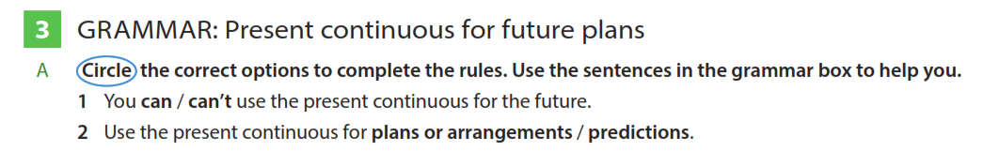 3 GRAMMAR: Present continuous for future plans
A Circle the correct options to complete the rules. Use the sentences in the grammar box to help you.
1 You can / can't use the present continuous for the future.
2 Use the present continuous for plans or arrangements / predictions.